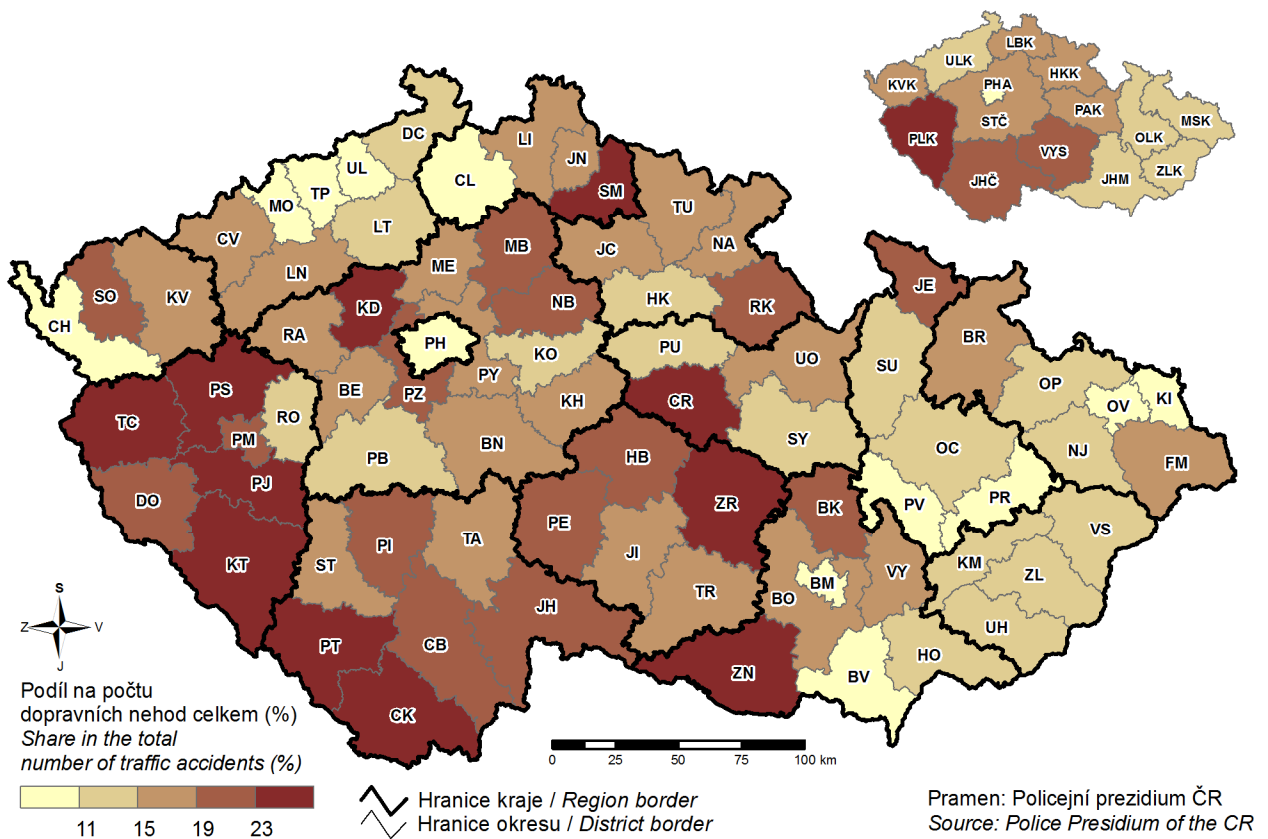 LBK
ULK
KVK
PHA
HKK
STČ
PAK
PLK
VYS
OLK
MSK
JHČ
JHM
ZLK
DC
LI
JN
UL
CL
SM
TP
MO
TU
LT
CV
JC
NA
MB
ME
LN
SO
KV
NB
HK
RK
JE
CH
KD
RA
PH
KO
PU
UO
BR
SU
PS
BE
PZ
PY
OP
KI
OV
TC
RO
KH
CR
PM
BN
SY
OC
NJ
FM
PB
HB
PJ
DO
ZR
BK
PV
PR
VS
PE
PI
TA
JI
ST
KT
KM
ZL
BM
VY
TR
BO
JH
UH
PT
CB
HO
ZN
BV
CK
S
Z V
J
Podíl na počtu
dopravních nehod celkem (%)
Share in the total
number of traffic accidents (%)
11 15 19 23
0 25 50 75 100 km
Hranice kraje / Region border
Hranice okresu / District border
Pramen: Policejní prezidium ČR
Source: Police Presidium of the CR